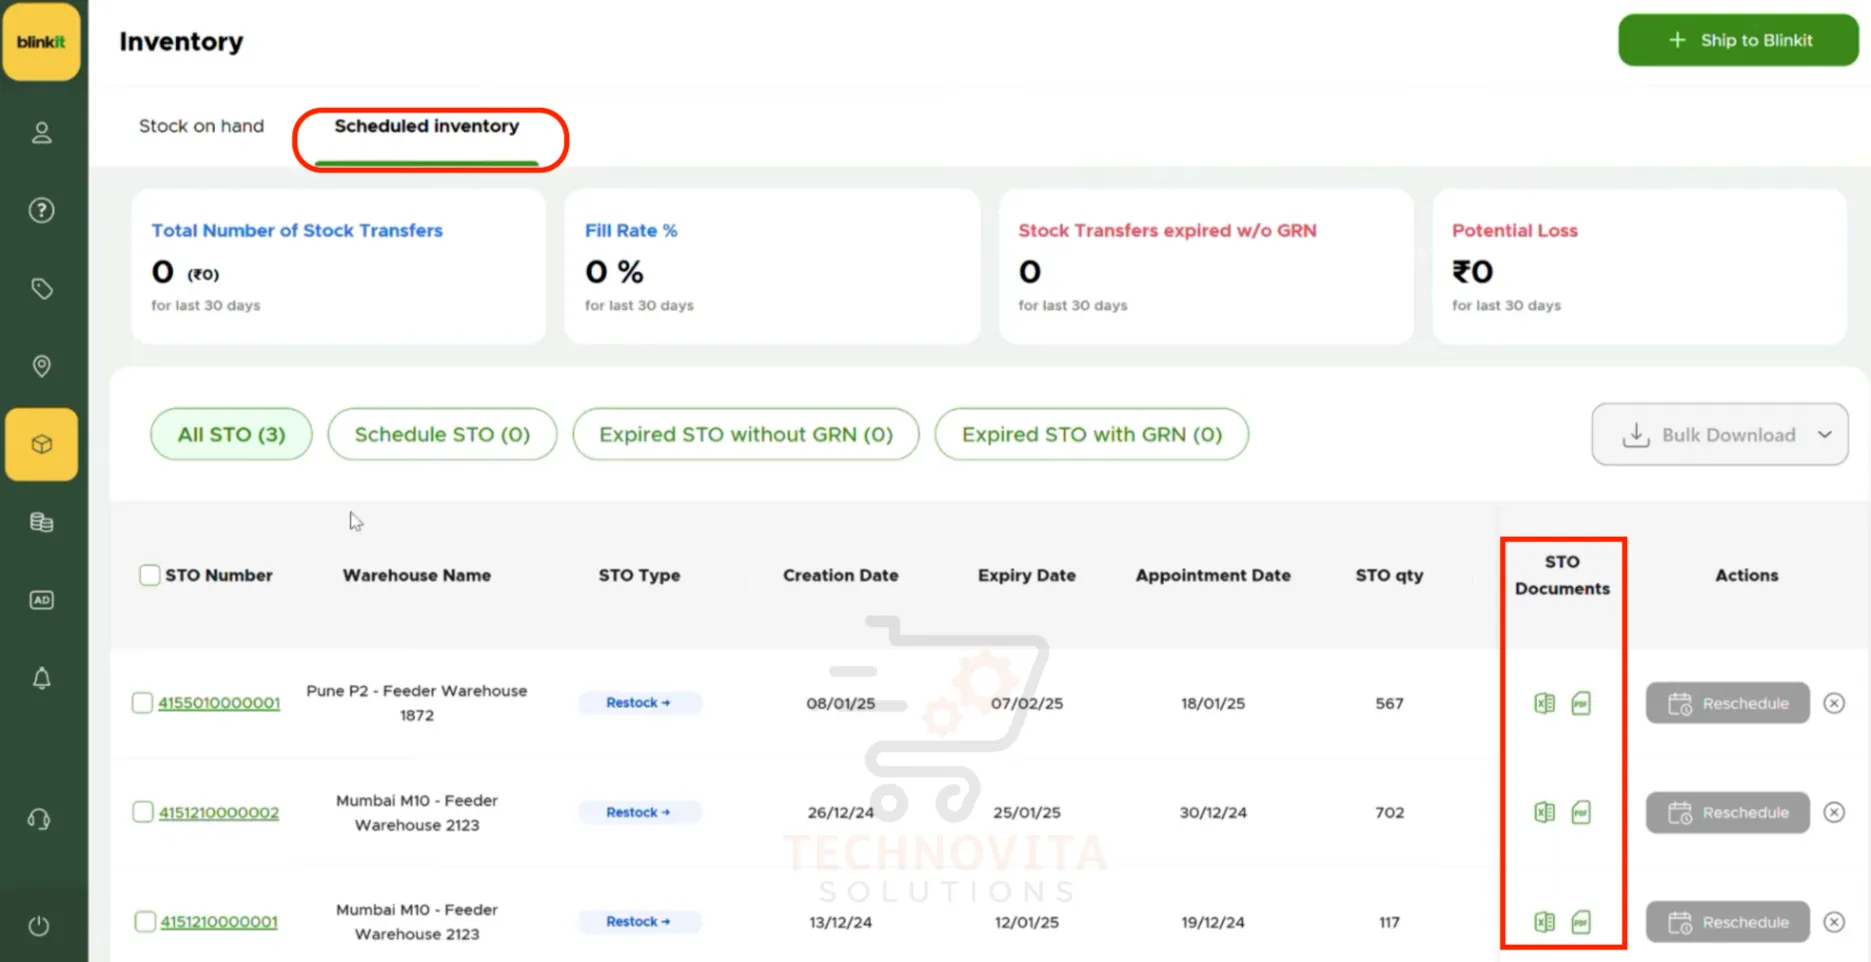 blinkit
Inventory
+ Ship to Blinkit
Stock on hand
Scheduled inventory
Total Number of Stock Transfers
0 (₹0)
for last 30 days
Fill Rate %
0 %
for last 30 days
Stock Transfers expired w/o GRN
0
for last 30 days
Potential Loss
₹0
for last 30 days
All STO (3)
Schedule STO (0)
Expired STO without GRN (0)
Expired STO with GRN (0)
Bulk Download
STO Number
Warehouse Name
STO Type
Creation Date
Expiry Date
Appointment Date
STO qty
STO
Documents
Actions
4155010000001
Pune P2 - Feeder Warehouse
1872
Restock →
08/01/25
07/02/25
18/01/25
567
PDF
Reschedule
4151210000002
Mumbai M10 - Feeder
Warehouse 2123
Restock →
26/12/24
25/01/25
30/12/24
702
PDF
Reschedule
4151210000001
Mumbai M10 - Feeder
Warehouse 2123
Restock →
13/12/24
12/01/25
19/12/24
117
PDF
Reschedule
AD
TECHNOVITA
SOLUTIONS